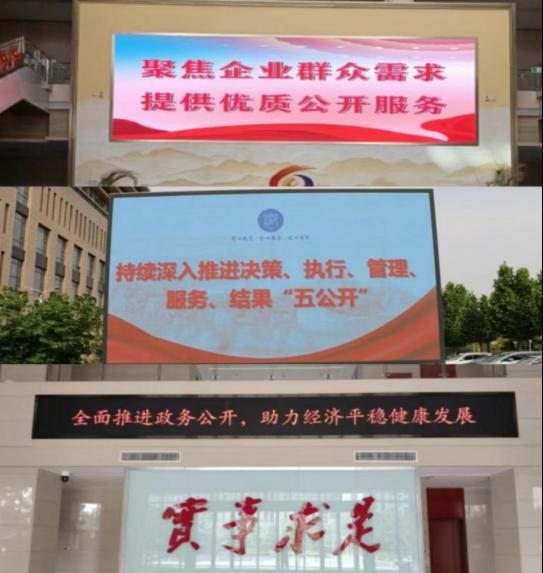 聚焦企业群众需求
提供优质公开服务
持续深入推进决策、执行、管理、
服务、结果“五公开”
全面推进政务公开，助力经济平稳健康发展
实事求是